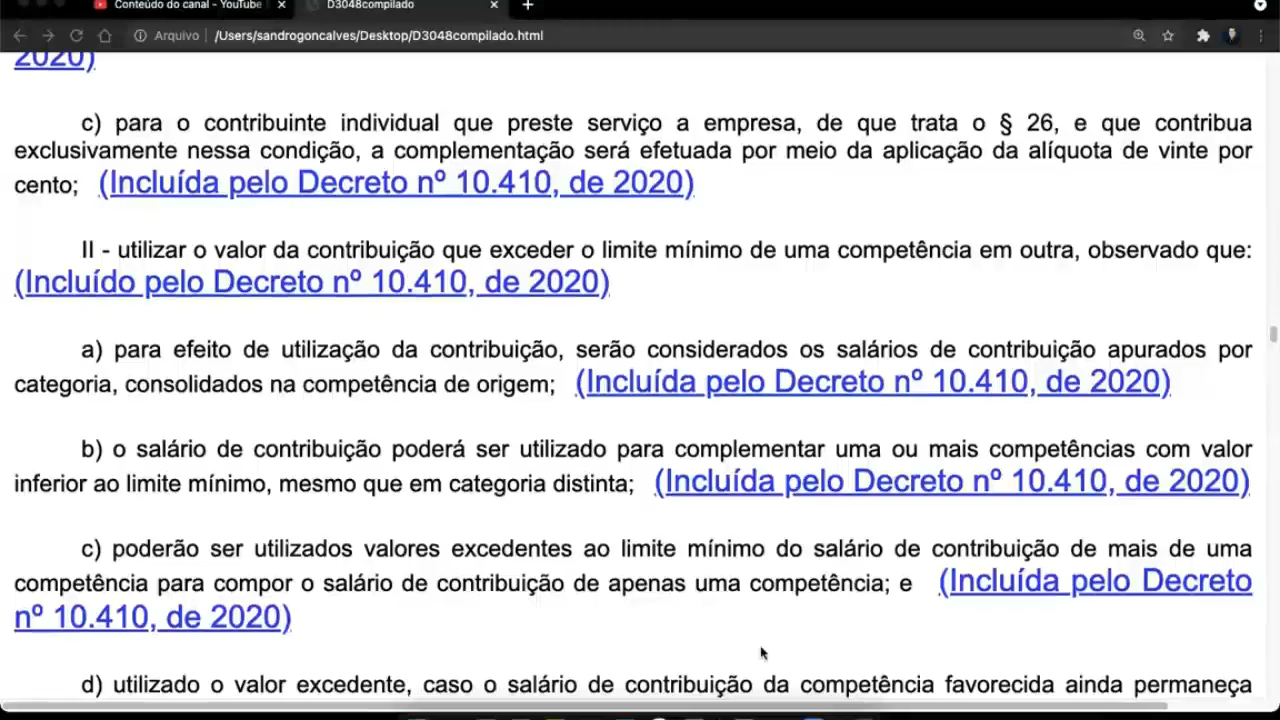 Conteúdo do canal - YouTube
D3048compilado
Arquivo
/Users/sandrogoncalves/Desktop/D3048compilado.html
2020)
c) para o contribuinte individual que preste serviço a empresa, de que trata o § 26, e que contribua
exclusivamente nessa condição, a complementação será efetuada por meio da aplicação da alíquota de vinte por
cento; (Incluída pelo Decreto nº 10.410, de 2020)
II - utilizar o valor da contribuição que exceder o limite mínimo de uma competência em outra, observado que:
(Incluído pelo Decreto nº 10.410, de 2020)
a) para efeito de utilização da contribuição, serão considerados os salários de contribuição apurados por
categoria, consolidados na competência de origem; (Incluída pelo Decreto nº 10.410, de 2020)
b) o salário de contribuição poderá ser utilizado para complementar uma ou mais competências com valor
inferior ao limite mínimo, mesmo que em categoria distinta; (Incluída pelo Decreto nº 10.410, de 2020)
c) poderão ser utilizados valores excedentes ao limite mínimo do salário de contribuição de mais de uma
competência para compor o salário de contribuição de apenas uma competência; e (Incluída pelo Decreto
nº 10.410, de 2020)
d) utilizado o valor excedente, caso o salário de contribuição da competência favorecida ainda permaneça